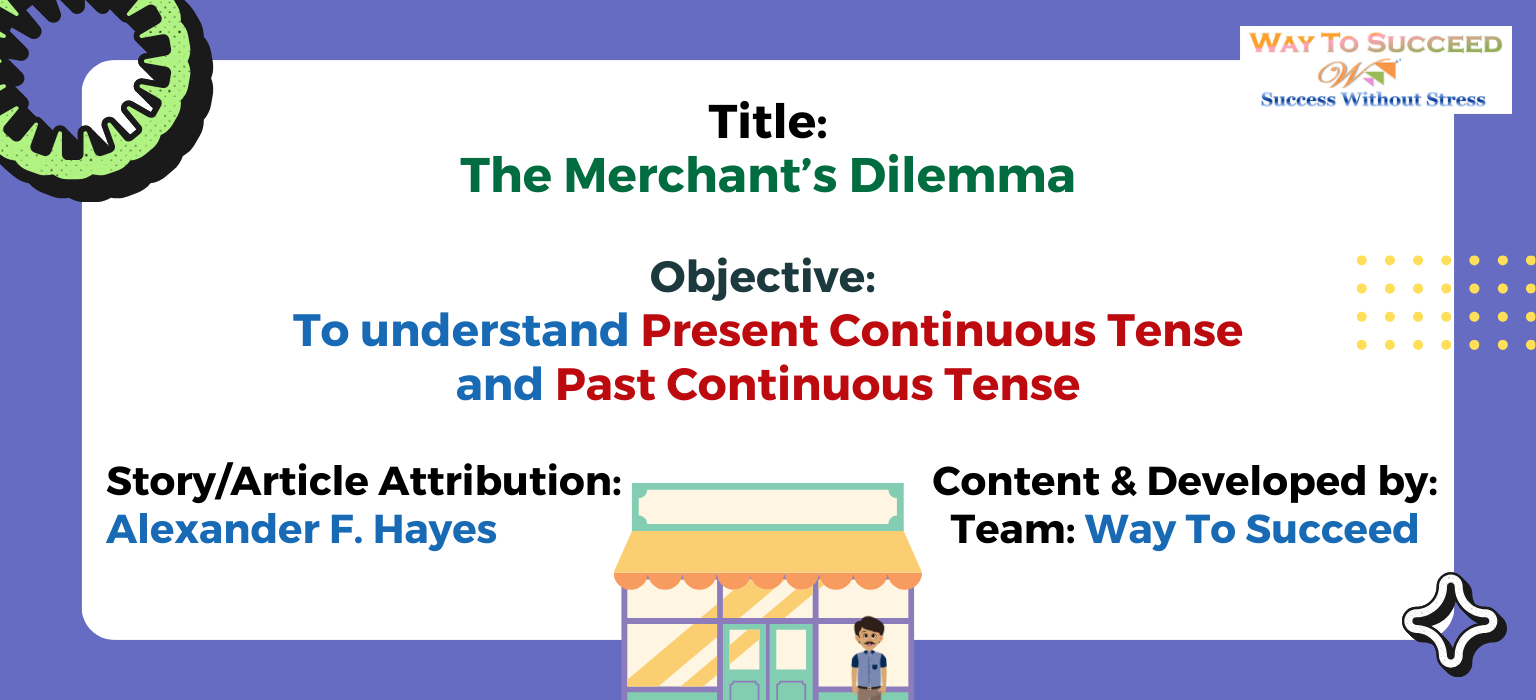 WAY TO SUCCEED
Success Without Stress
Title:
The Merchant’s Dilemma
Objective:
To understand Present Continuous Tense
and Past Continuous Tense
Story/Article Attribution:
Alexander F. Hayes
Content & Developed by:
Team: Way To Succeed